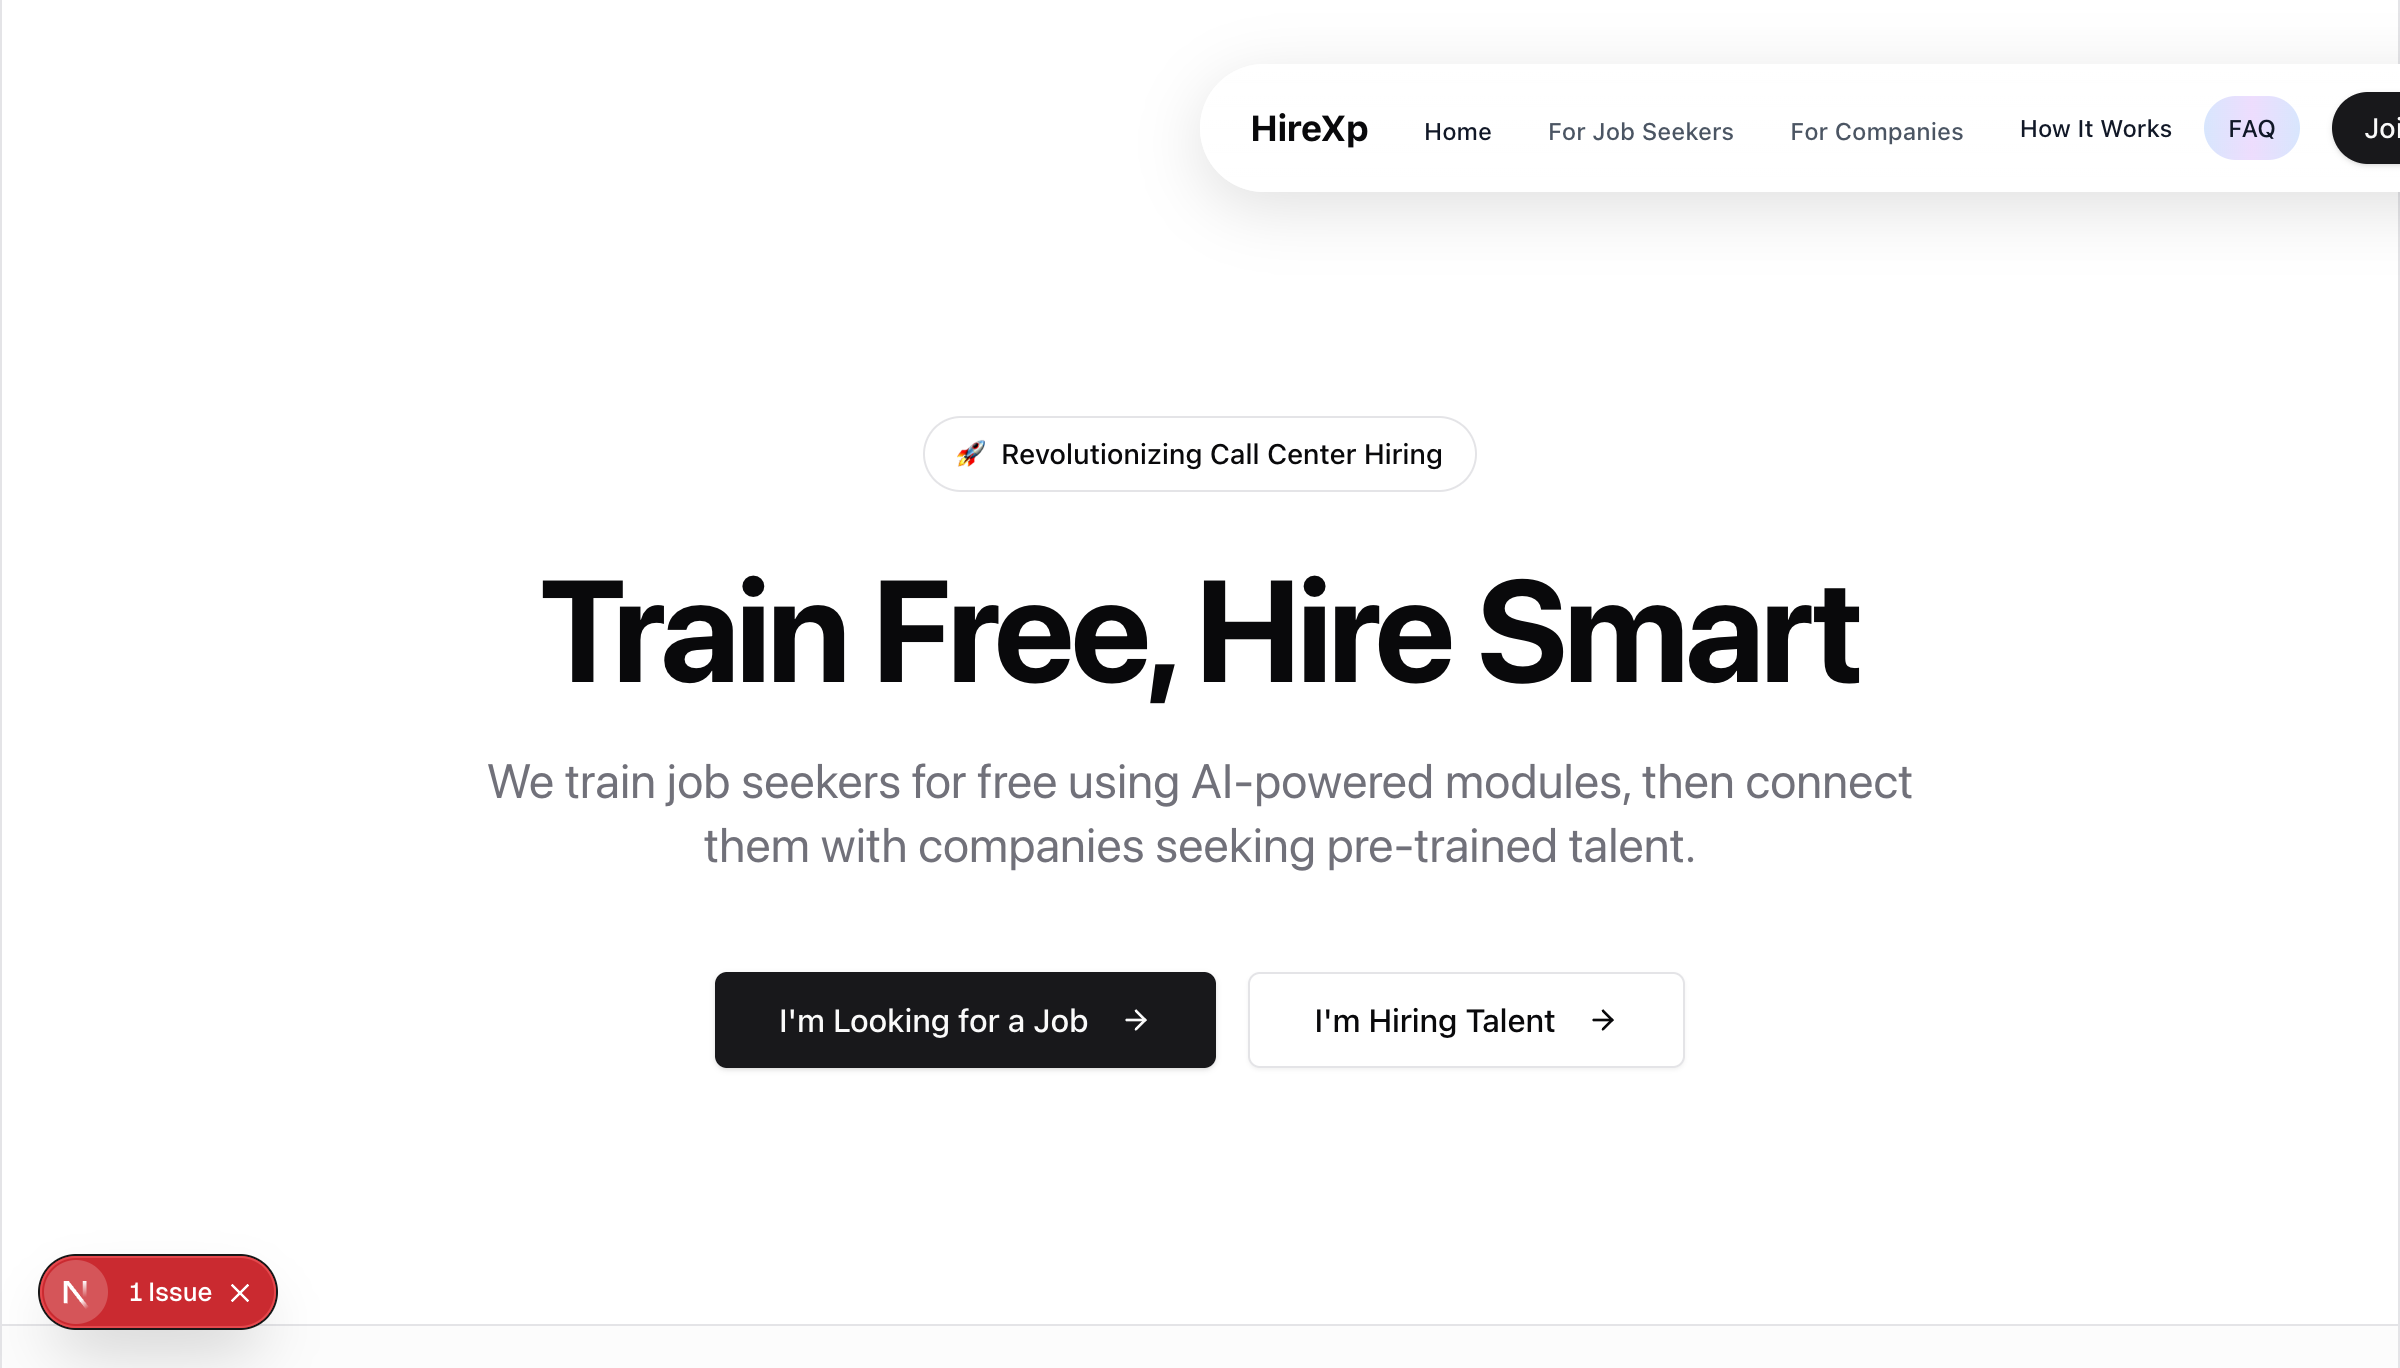 HireXp Home For Job Seekers For Companies How It Works FAQ Joi
🚀 Revolutionizing Call Center Hiring
Train Free, Hire Smart
We train job seekers for free using AI-powered modules, then connect
them with companies seeking pre-trained talent.
I'm Looking for a Job → I'm Hiring Talent →
N 1 Issue ×